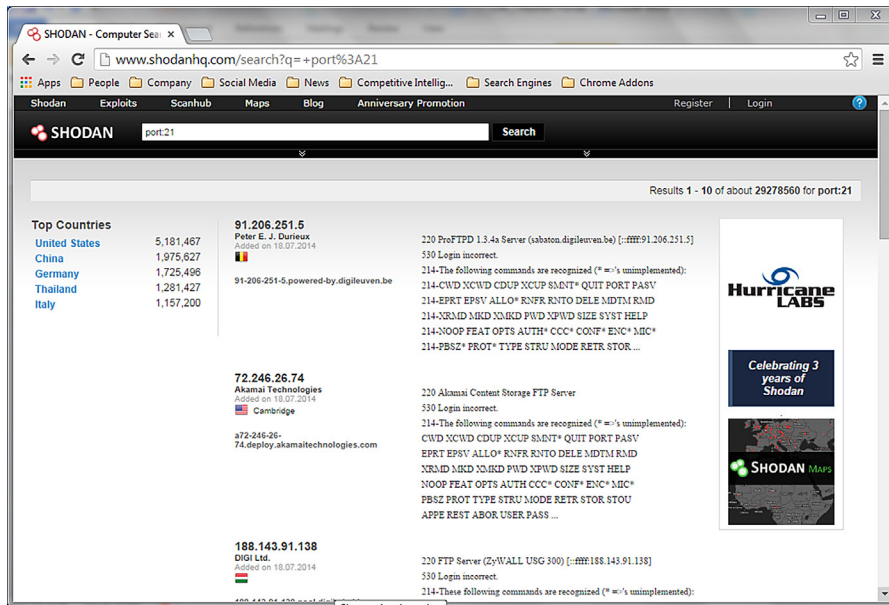 SHODAN - Computer Sear
www.shodanhq.com/search?q=+port%3A21
Apps People Company Social Media News Competitive Intellig... Search Engines Chrome Addons
Shodan Exploits Scanhub Maps Blog Anniversary Promotion Register | Login ?
SHODAN port:21 Search
Results 1 - 10 of about 29278560 for port:21
Top Countries
United States 5,181,467
China 1,975,627
Germany 1,725,496
Thailand 1,281,427
Italy 1,157,200
91.206.251.5
Peter E. J. Durieux
Added on 18.07.2014
91-206-251-5.powered-by.digileuven.be
220 ProFTPD 1.3.4a Server (sabaton.digileuven.be) [::ffff:91.206.251.5]
530 Login incorrect.
214-The following commands are recognized (* =>'s unimplemented):
214-CWD XCWD CDUP XCUP SMNT* QUIT PORT PASV
214-EPRT EPSV ALLO* RNFR RNTO DELE MDTM RMD
214-XRMD MKD XMKD PWD XPWD SIZE SYST HELP
214-NOOP FEAT OPTS AUTH* CCC* CONF* ENC* MIC*
214-PBSZ* PROT* TYPE STRU MODE RETR STOR ...
72.246.26.74
Akamai Technologies
Added on 18.07.2014
Cambridge
a72-246-26-
74.deploy.akamaitechnologies.com
220 Akamai Content Storage FTP Server
530 Login incorrect.
214-The following commands are recognized (* =>'s unimplemented):
CWD XCWD CDUP XCUP SMNT* QUIT PORT PASV
EPRT EPSV ALLO* RNFR RNTO DELE MDTM RMD
XRMD MKD XMKD PWD XPWD SIZE SYST HELP
NOOP FEAT OPTS AUTH CCC* CONF* ENC* MIC*
PBSZ PROT TYPE STRU MODE RETR STOR STOU
APPE REST ABOR USER PASS ...
188.143.91.138
DIGI Ltd.
Added on 18.07.2014
220 FTP Server (ZyWALL USG 300) [::ffff:188.143.91.138]
530 Login incorrect.
214-These following commands are recognized (* =>'s unimplemented):
Hurricane
LABS
Celebrating 3
years of
Shodan
SHODAN MAPS